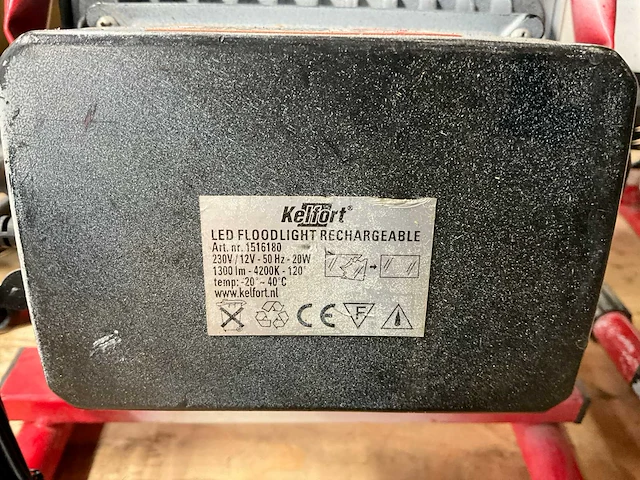 Kelfort®
LED FLOODLIGHT RECHARGEABLE
Art. nr. 1516180
230V / 12V - 50 Hz - 20W
1300 lm - 4200K - 120°
temp: -20° ~ 40°C
www.kelfort.nl
CE F